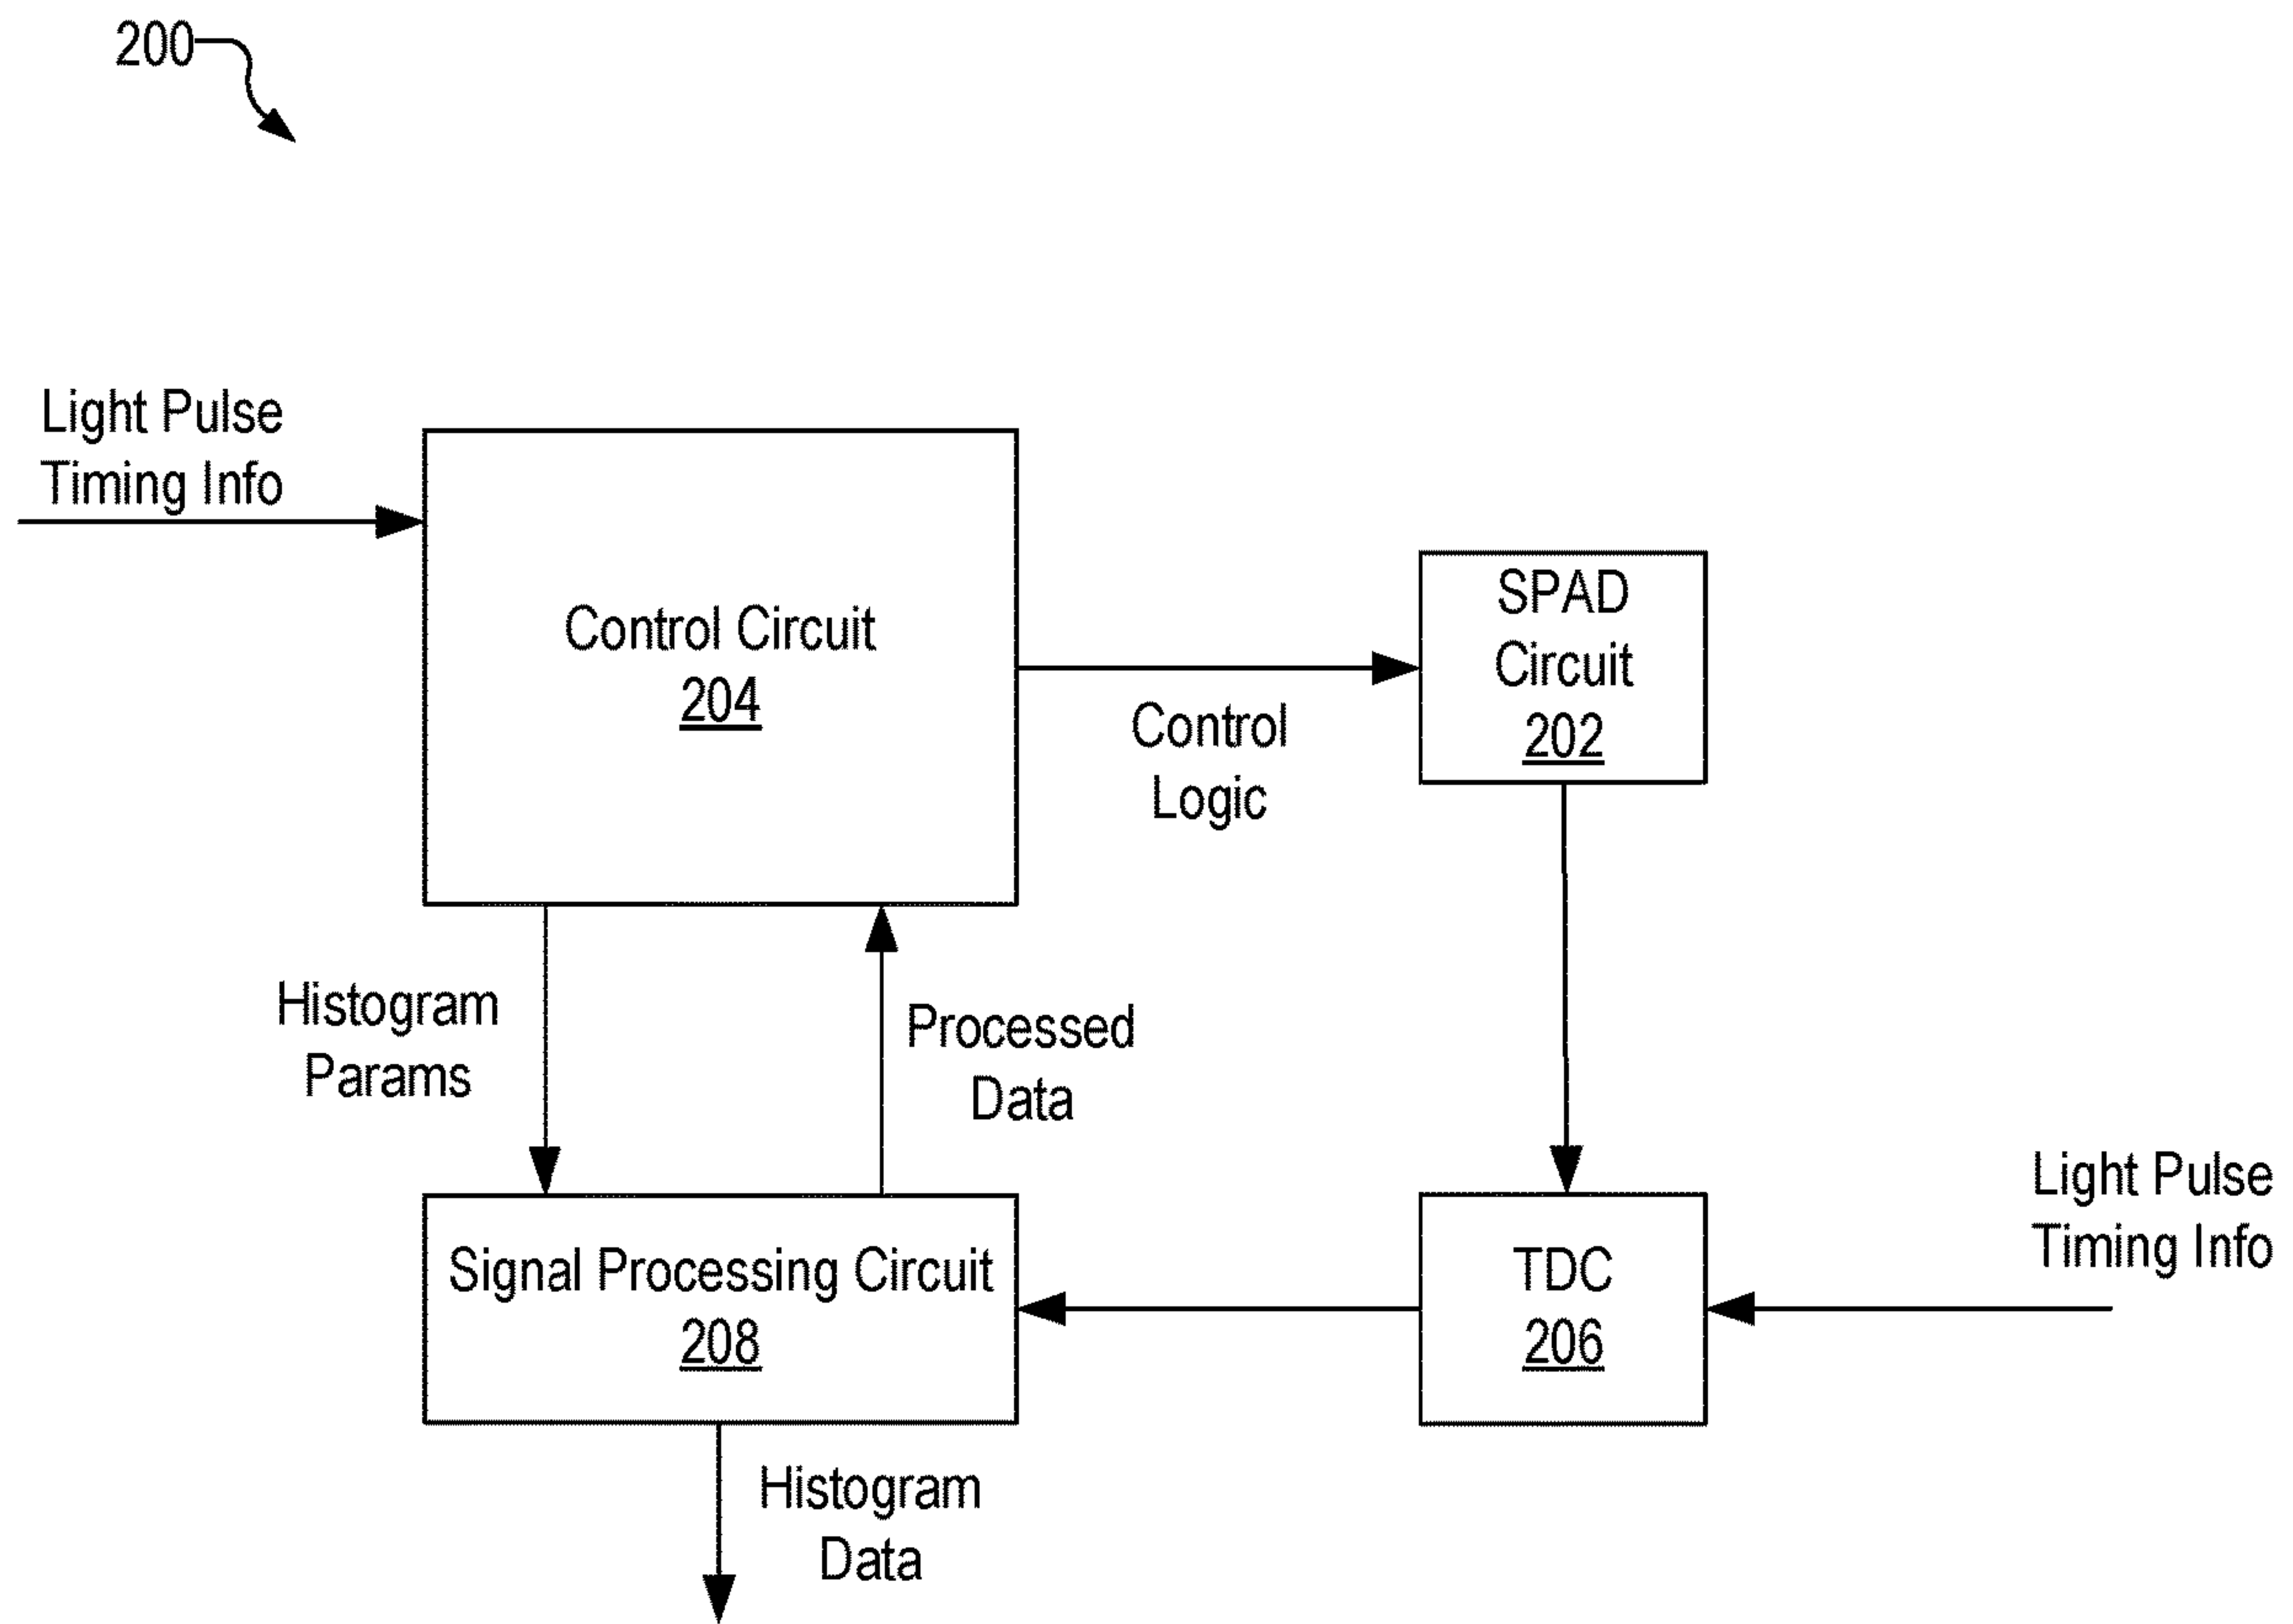 200
Light Pulse
Timing Info
Control Circuit
204
SPAD
Circuit
202
Control
Logic
Histogram
Params
Processed
Data
Signal Processing Circuit
208
TDC
206
Light Pulse
Timing Info
Histogram
Data